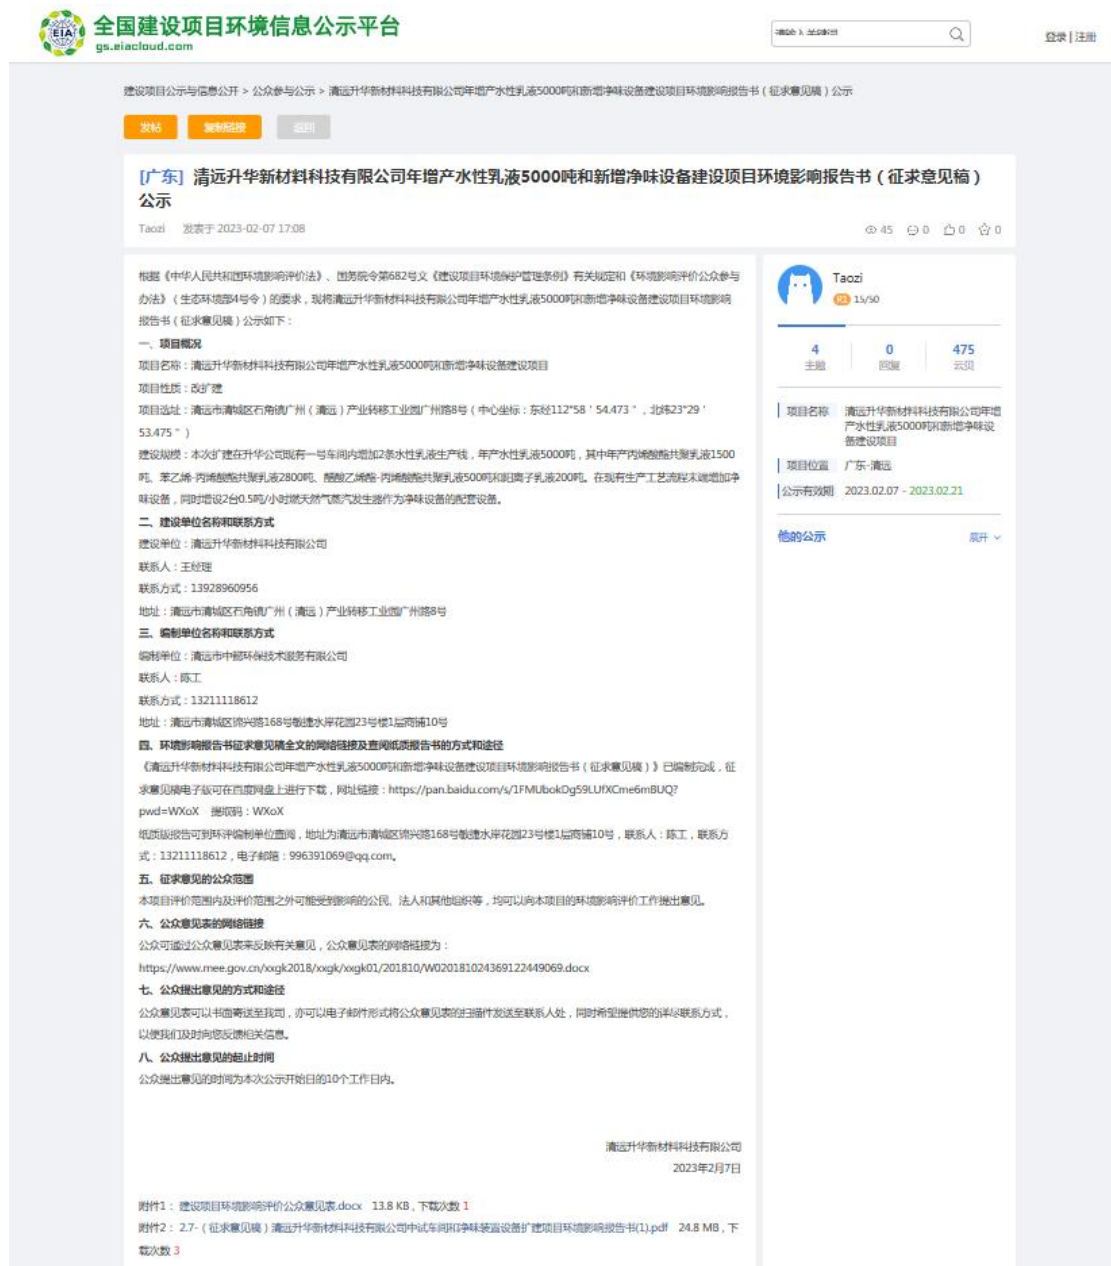 EIA
全国建设项目环境信息公示平台
gs.eiacloud.com
请输入关键词
登录 | 注册
建设项目公示与信息公开 > 公众参与公示 > 清远升华新材料科技有限公司年增产水性乳液5000吨和新增净味设备建设项目环境影响报告书（征求意见稿）公示
发帖 复制链接 返回
[广东] 清远升华新材料科技有限公司年增产水性乳液5000吨和新增净味设备建设项目环境影响报告书（征求意见稿）
公示
Taozi 发表于 2023-02-07 17:08
45 0 0 0
根据《中华人民共和国环境影响评价法》、国务院令第682号文《建设项目环境保护管理条例》有关规定和《环境影响评价公众参与
办法》（生态环境部4号令）的要求，现将清远升华新材料科技有限公司年增产水性乳液5000吨和新增净味设备建设项目环境影响
报告书（征求意见稿）公示如下：
一、项目概况
项目名称：清远升华新材料科技有限公司年增产水性乳液5000吨和新增净味设备建设项目
项目性质：改扩建
项目选址：清远市清城区石角镇广州（清远）产业转移工业园广州路8号（中心坐标：东经112°58＇54.473＂，北纬23°29＇
53.475＂）
建设规模：本次扩建在升华公司现有一号车间内增加2条水性乳液生产线，年产水性乳液5000吨，其中年产丙烯酸酯共聚乳液1500
吨、苯乙烯-丙烯酸酯共聚乳液2800吨、醋酸乙烯酯-丙烯酸酯共聚乳液500吨和阳离子乳液200吨。在现有生产工艺流程末端增加净
味设备，同时增设2台0.5吨/小时燃天然气蒸汽发生器作为净味设备的配套设备。
二、建设单位名称和联系方式
建设单位：清远升华新材料科技有限公司
联系人：王经理
联系方式：13928960956
地址：清远市清城区石角镇广州（清远）产业转移工业园广州路8号
三、编制单位名称和联系方式
编制单位：清远市中韬环保技术服务有限公司
联系人：陈工
联系方式：13211118612
地址：清远市清城区锦兴路168号敏捷水岸花园23号楼1层商铺10号
四、环境影响报告书征求意见稿全文的网络链接及查阅纸质报告书的方式和途径
《清远升华新材料科技有限公司年增产水性乳液5000吨和新增净味设备建设项目环境影响报告书（征求意见稿）》已编制完成，征
求意见稿电子版可在百度网盘上进行下载，网址链接：https://pan.baidu.com/s/1FMUbokDg59LUfXCme6mBUQ?
pwd=WXoX 提取码：WXoX
纸质版报告可到环评编制单位查阅，地址为清远市清城区锦兴路168号敏捷水岸花园23号楼1层商铺10号，联系人：陈工，联系方
式：13211118612，电子邮箱：996391069@qq.com。
五、征求意见的公众范围
本项目评价范围内及评价范围之外可能受到影响的公民、法人和其他组织等，均可以向本项目的环境影响评价工作提出意见。
六、公众意见表的网络链接
公众可通过公众意见表来反映有关意见，公众意见表的网络链接为：
https://www.mee.gov.cn/xxgk2018/xxgk/xxgk01/201810/W020181024369122449069.docx
七、公众提出意见的方式和途径
公众意见表可以书面寄送至我司，亦可以电子邮件形式将公众意见表的扫描件发送至联系人处，同时希望提供您的详尽联系方式，
以便我们及时向您反馈相关信息。
八、公众提出意见的起止时间
公众提出意见的时间为本次公示开始日的10个工作日内。
清远升华新材料科技有限公司
2023年2月7日
附件1： 建设项目环境影响评价公众意见表.docx 13.8 KB，下载次数 1
附件2： 2.7-（征求意见稿）清远升华新材料科技有限公司中试车间和净味装置设备扩建项目环境影响报告书(1).pdf 24.8 MB，下
载次数 3
Taozi
R1 15/50
4 0 475
主题 回复 云贝
项目名称 清远升华新材料科技有限公司年增
产水性乳液5000吨和新增净味设
备建设项目
项目位置 广东-清远
公示有效期 2023.02.07 - 2023.02.21
他的公示 展开